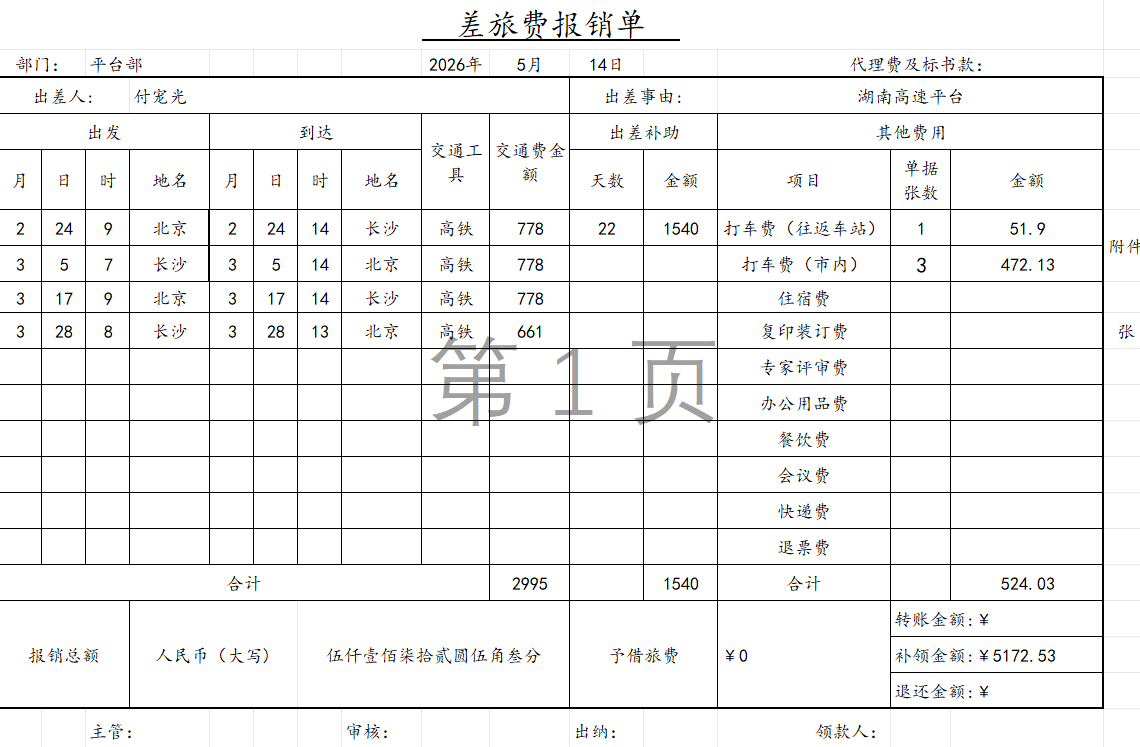 差旅费报销单
部门: 平台部 2026年 5月 14日 代理费及标书款:
出差人: 付宠光 出差事由: 湖南高速平台
出发 到达 交通工具 交通费金额 出差补助 其他费用
月 日 时 地名 月 日 时 地名 天数 金额 项目 单据张数 金额
2 24 9 北京 2 24 14 长沙 高铁 778 22 1540 打车费（往返车站） 1 51.9
附件
3 5 7 长沙 3 5 14 北京 高铁 778 打车费（市内） 3 472.13
3 17 9 北京 3 17 14 长沙 高铁 778 住宿费
3 28 8 长沙 3 28 13 北京 高铁 661 复印装订费 张
第 1 页
专家评审费
办公用品费
餐饮费
会议费
快递费
退票费
合计 2995 1540 合计 524.03
报销总额 人民币（大写） 伍仟壹佰柒拾贰圆伍角叁分 予借旅费 ￥0
转账金额:￥
补领金额:￥5172.53
退还金额:￥
主管: 审核: 出纳: 领款人: